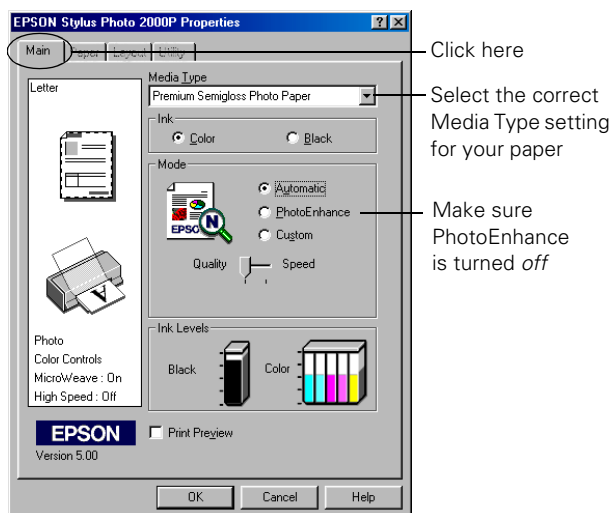 EPSON Stylus Photo 2000P Properties
Main Paper Layout Utility
Click here
Letter
Media Type
Premium Semigloss Photo Paper
Select the correct
Media Type setting
for your paper
Ink
Color
Black
Mode
EPSO
N
Automatic
PhotoEnhance
Custom
Make sure
PhotoEnhance
is turned off
Quality
Speed
Photo
Color Controls
MicroWeave : On
High Speed : Off
Ink Levels
Black
Color
EPSON
Version 5.00
Print Preview
OK
Cancel
Help